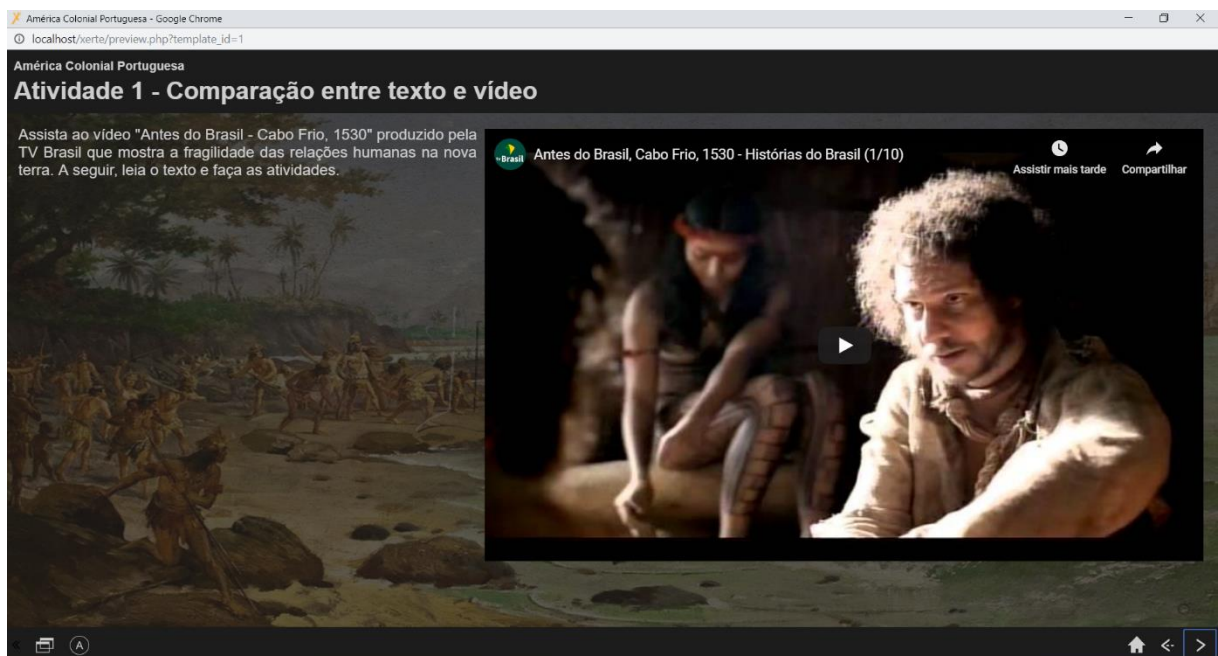 América Colonial Portuguesa - Google Chrome
localhost/xerte/preview.php?template_id=1
América Colonial Portuguesa
Atividade 1 - Comparação entre texto e vídeo
Assista ao vídeo "Antes do Brasil - Cabo Frio, 1530" produzido pela
TV Brasil que mostra a fragilidade das relações humanas na nova
terra. A seguir, leia o texto e faça as atividades.
Brasil
Antes do Brasil, Cabo Frio, 1530 - Histórias do Brasil (1/10)
Assistir mais tarde
Compartilhar
A